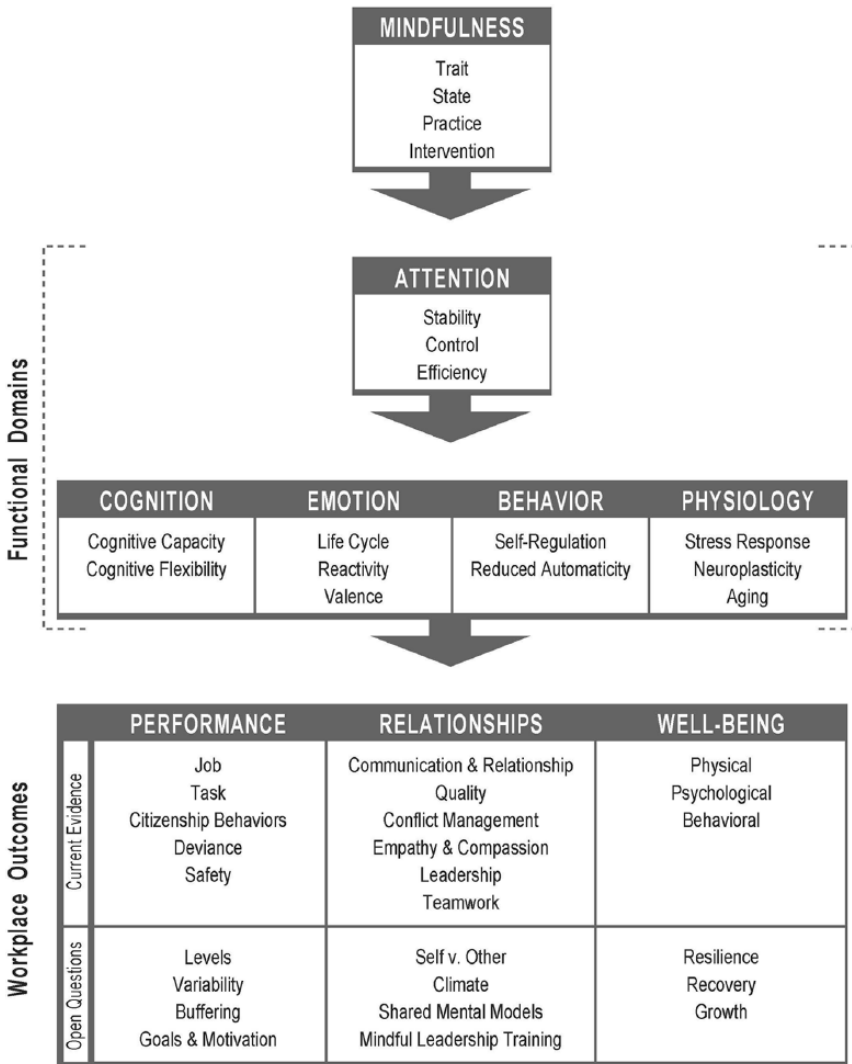 MINDFULNESS
Trait
State
Practice
Intervention
Functional Domains
ATTENTION
Stability
Control
Efficiency
COGNITION
Cognitive Capacity
Cognitive Flexibility
EMOTION
Life Cycle
Reactivity
Valence
BEHAVIOR
Self-Regulation
Reduced Automaticity
PHYSIOLOGY
Stress Response
Neuroplasticity
Aging
Workplace Outcomes
PERFORMANCE
RELATIONSHIPS
WELL-BEING
Current Evidence
Job
Task
Citizenship Behaviors
Deviance
Safety
Communication & Relationship
Quality
Conflict Management
Empathy & Compassion
Leadership
Teamwork
Physical
Psychological
Behavioral
Open Questions
Levels
Variability
Buffering
Goals & Motivation
Self v. Other
Climate
Shared Mental Models
Mindful Leadership Training
Resilience
Recovery
Growth